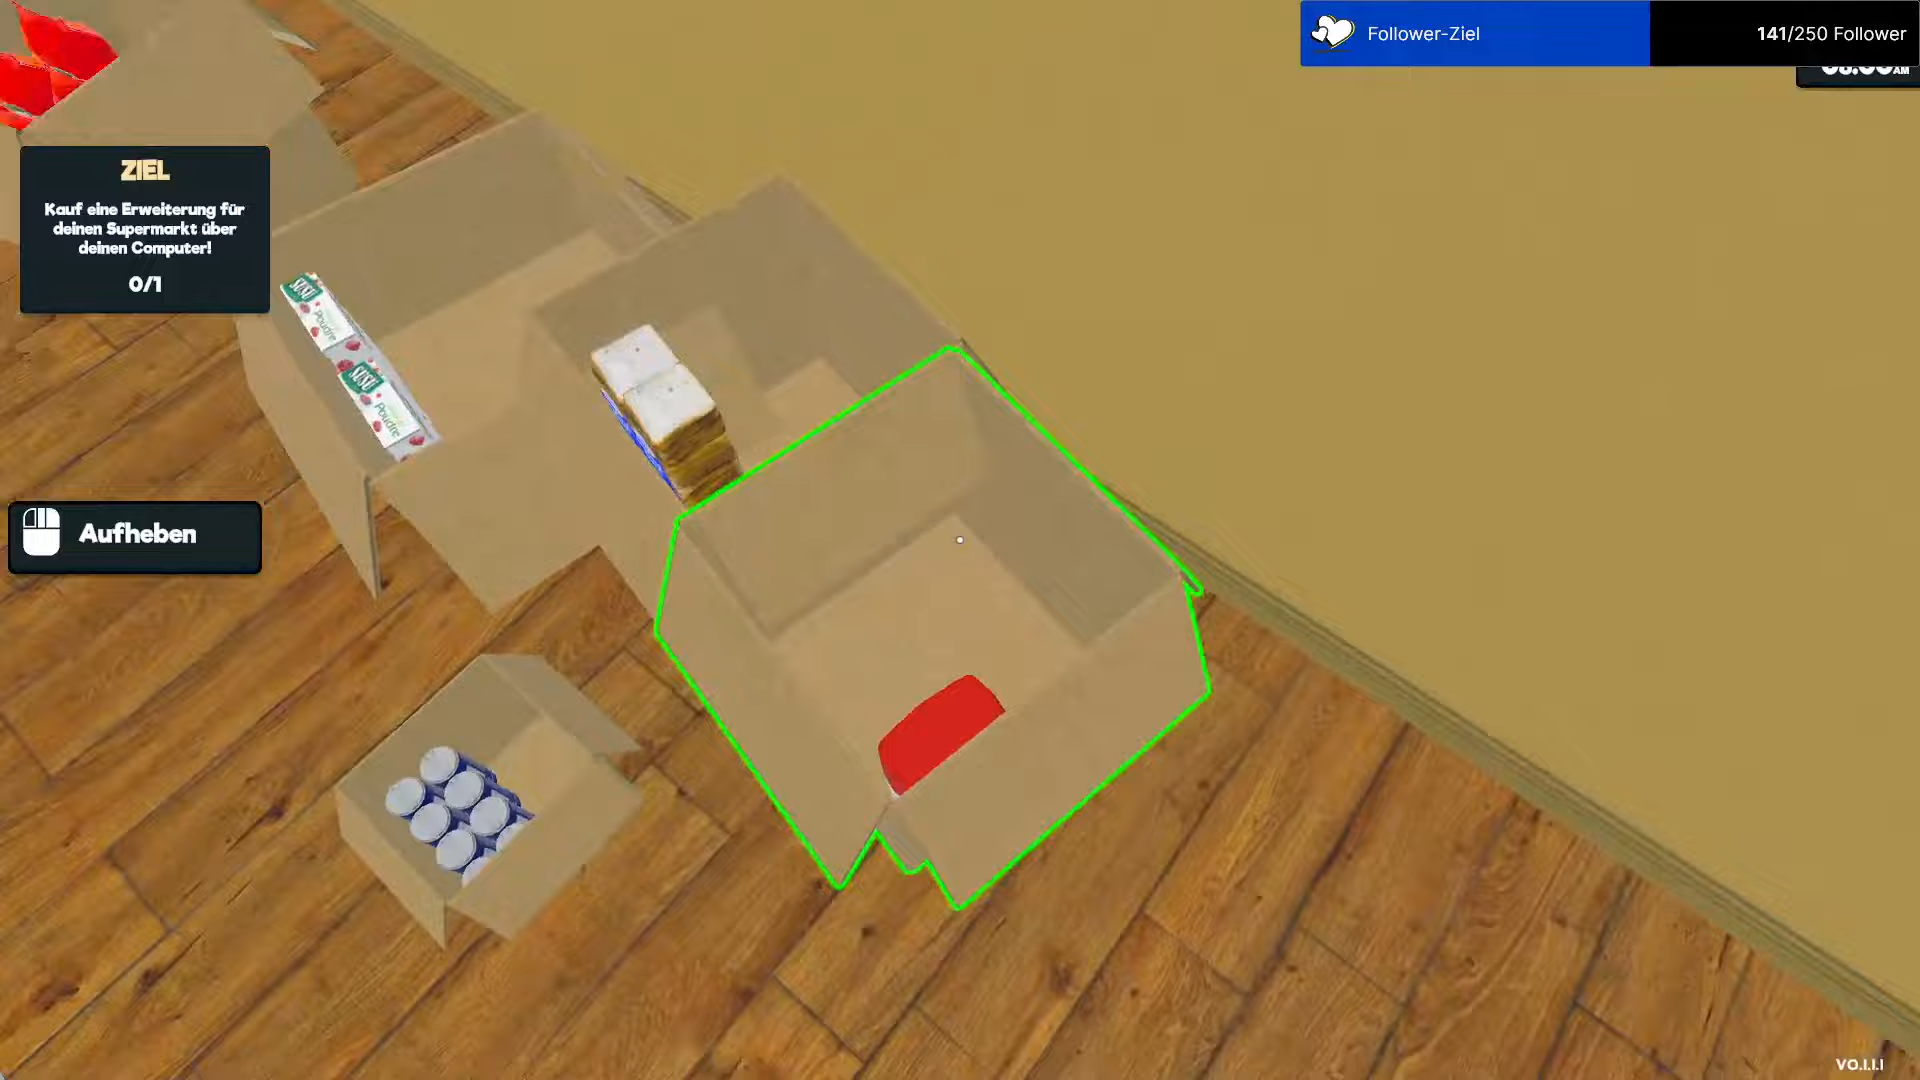 Follower-Ziel
141/250 Follower
ZIEL
Kauf eine Erweiterung für
deinen Supermarkt über
deinen Computer!
0/1
SUSU
Poudre
SUSU
Poudre
Aufheben
V0.1.1.1